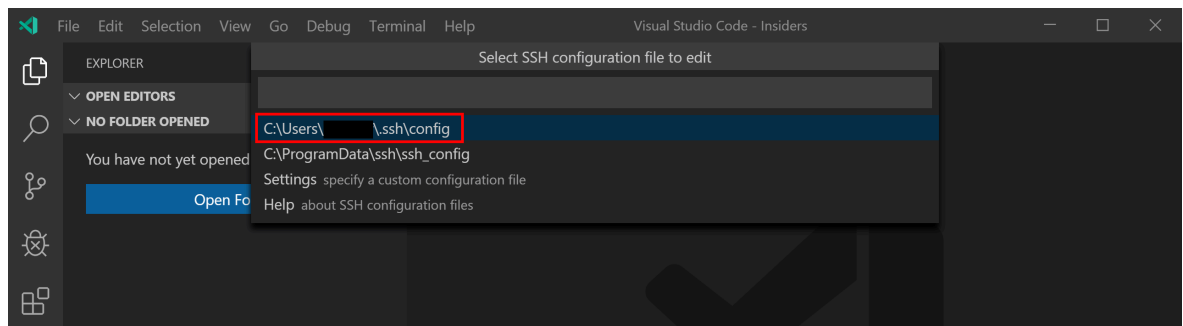 File Edit Selection View Go Debug Terminal Help Visual Studio Code - Insiders
EXPLORER
OPEN EDITORS
NO FOLDER OPENED
You have not yet opened
Open Fo
Select SSH configuration file to edit
C:\Users\ \.ssh\config
C:\ProgramData\ssh\ssh_config
Settings specify a custom configuration file
Help about SSH configuration files